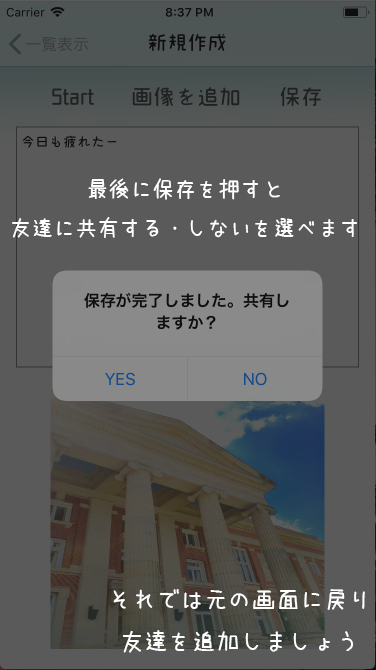 Carrier 8:37 PM
一覧表示 新規作成
Start 画像を追加 保存
今日も疲れたー
最後に保存を押すと
友達に共有する・しないを選べます
保存が完了しました。共有し
ますか？
YES NO
それでは元の画面に戻り
友達を追加しましょう